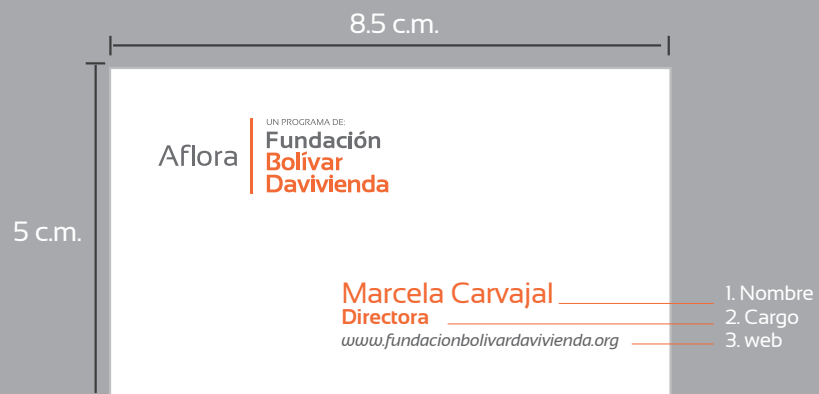 8.5 c.m.
5 c.m.
Aflora
UN PROGRAMA DE:
Fundación
Bolívar
Davivienda
Marcela Carvajal
Directora
www.fundacionbolivardavivienda.org
1. Nombre
2. Cargo
3. web